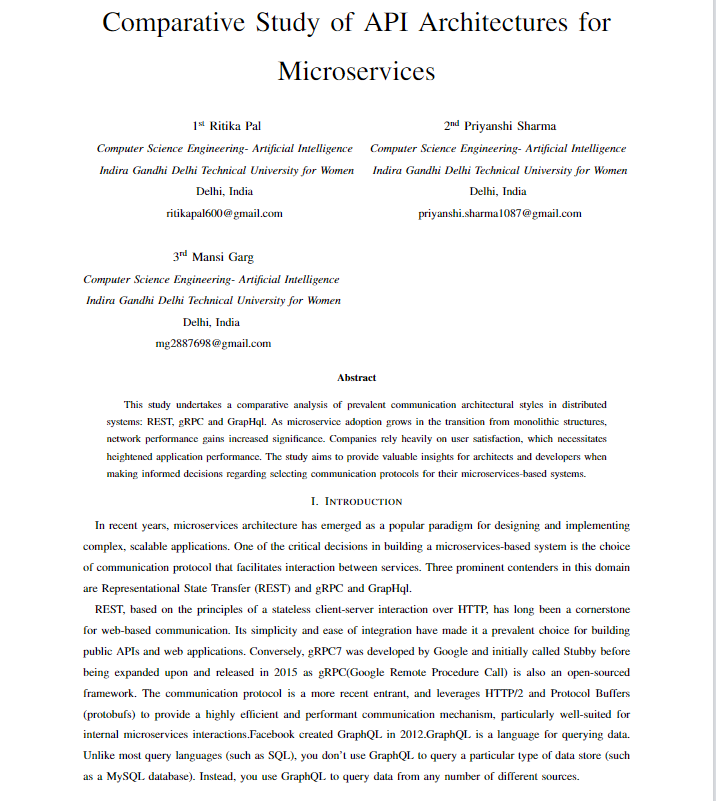 Comparative Study of API Architectures for
Microservices
1st Ritika Pal
Computer Science Engineering- Artificial Intelligence
Indira Gandhi Delhi Technical University for Women
Delhi, India
ritikapal600@gmail.com
2nd Priyanshi Sharma
Computer Science Engineering- Artificial Intelligence
Indira Gandhi Delhi Technical University for Women
Delhi, India
priyanshi.sharma1087@gmail.com
3rd Mansi Garg
Computer Science Engineering- Artificial Intelligence
Indira Gandhi Delhi Technical University for Women
Delhi, India
mg2887698@gmail.com
Abstract
This study undertakes a comparative analysis of prevalent communication architectural styles in distributed
systems: REST, gRPC and GrapHql. As microservice adoption grows in the transition from monolithic structures,
network performance gains increased significance. Companies rely heavily on user satisfaction, which necessitates
heightened application performance. The study aims to provide valuable insights for architects and developers when
making informed decisions regarding selecting communication protocols for their microservices-based systems.
I. Introduction
In recent years, microservices architecture has emerged as a popular paradigm for designing and implementing
complex, scalable applications. One of the critical decisions in building a microservices-based system is the choice
of communication protocol that facilitates interaction between services. Three prominent contenders in this domain
are Representational State Transfer (REST) and gRPC and GrapHql.
REST, based on the principles of a stateless client-server interaction over HTTP, has long been a cornerstone
for web-based communication. Its simplicity and ease of integration have made it a prevalent choice for building
public APIs and web applications. Conversely, gRPC7 was developed by Google and initially called Stubby before
being expanded upon and released in 2015 as gRPC(Google Remote Procedure Call) is also an open-sourced
framework. The communication protocol is a more recent entrant, and leverages HTTP/2 and Protocol Buffers
(protobufs) to provide a highly efficient and performant communication mechanism, particularly well-suited for
internal microservices interactions.Facebook created GraphQL in 2012.GraphQL is a language for querying data.
Unlike most query languages (such as SQL), you don't use GraphQL to query a particular type of data store (such
as a MySQL database). Instead, you use GraphQL to query data from any number of different sources.